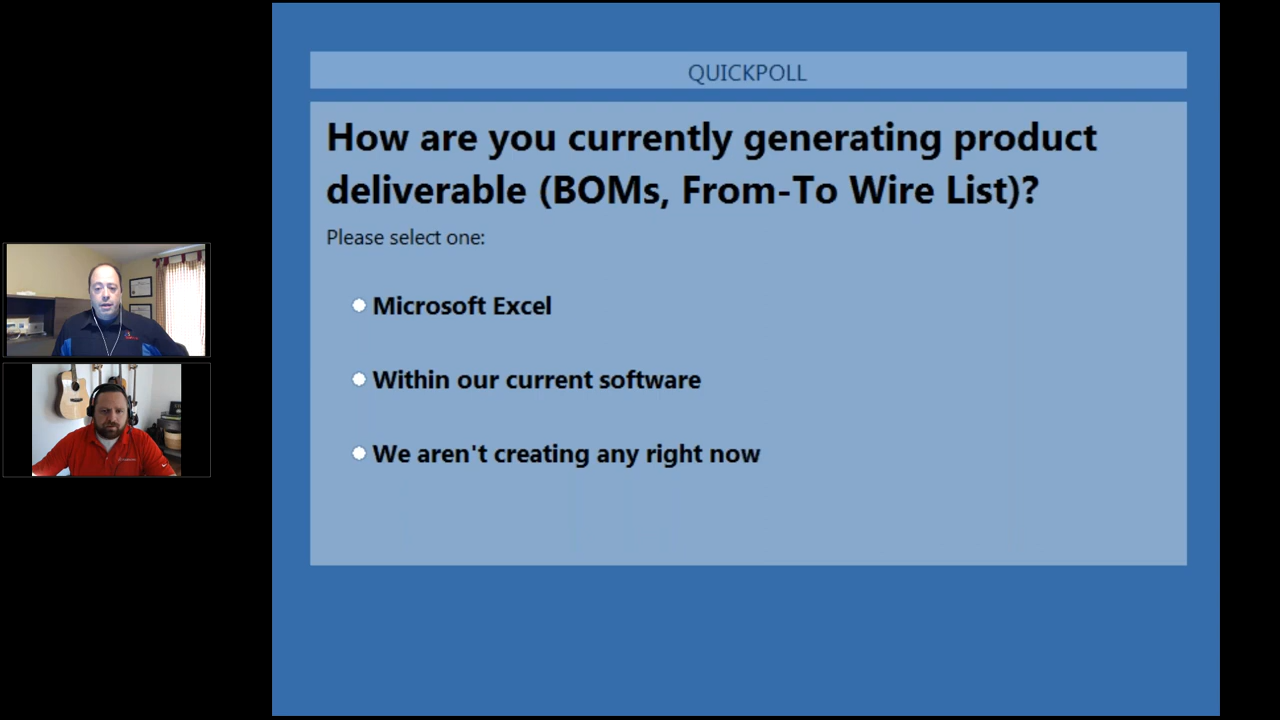 QUICKPOLL
How are you currently generating product
deliverable (BOMs, From-To Wire List)?
Please select one:
Microsoft Excel
Within our current software
We aren't creating any right now